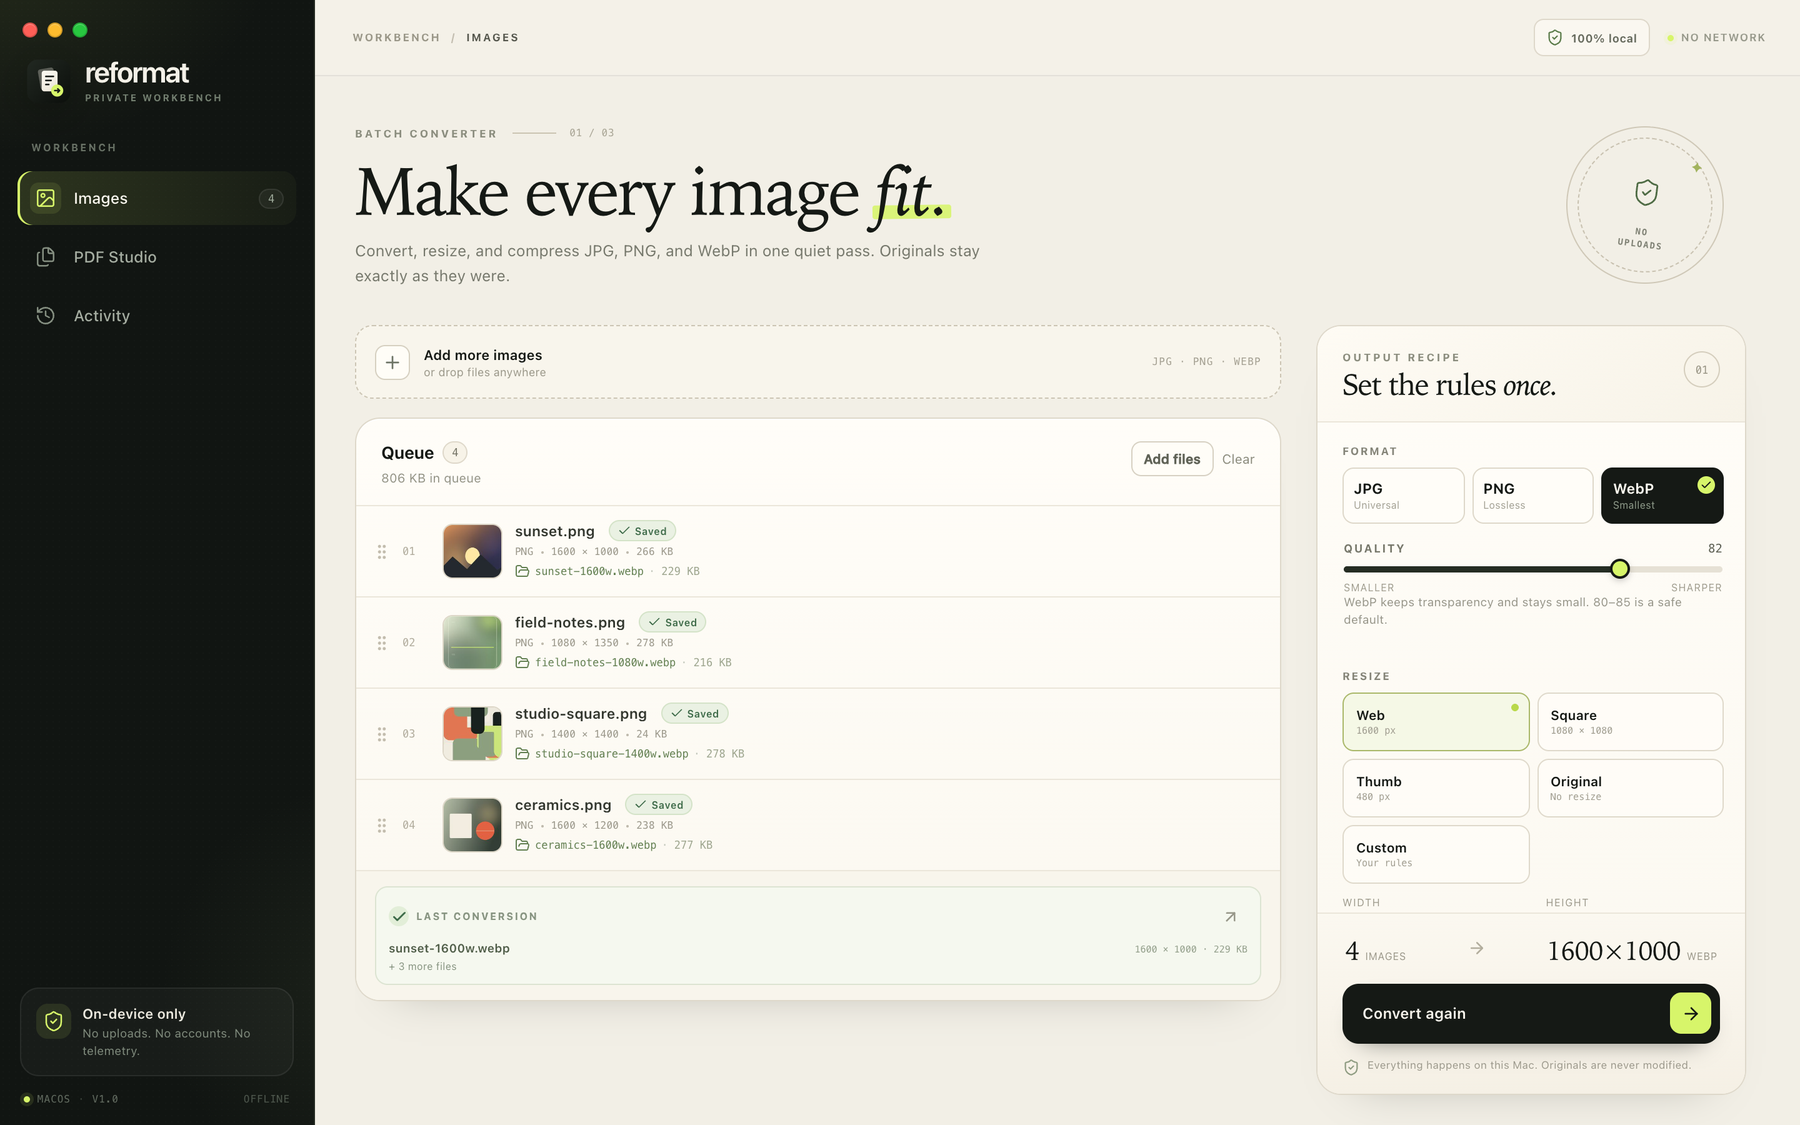 reformat
PRIVATE WORKBENCH
WORKBENCH
Images 4
PDF Studio
Activity
On-device only
No uploads. No accounts. No
telemetry.
MACOS · V1.0 OFFLINE
WORKBENCH / IMAGES
100% local
NO NETWORK
BATCH CONVERTER 01 / 03
Make every image fit.
Convert, resize, and compress JPG, PNG, and WebP in one quiet pass. Originals stay
exactly as they were.
NO
UPLOADS
Add more images
or drop files anywhere
JPG · PNG · WEBP
Queue 4
806 KB in queue
Add files Clear
01
sunset.png Saved
PNG • 1600 × 1000 • 266 KB
sunset-1600w.webp · 229 KB
02
field-notes.png Saved
PNG • 1080 × 1350 • 278 KB
field-notes-1080w.webp · 216 KB
03
studio-square.png Saved
PNG • 1400 × 1400 • 24 KB
studio-square-1400w.webp · 278 KB
04
ceramics.png Saved
PNG • 1600 × 1200 • 238 KB
ceramics-1600w.webp · 277 KB
LAST CONVERSION
sunset-1600w.webp 1600 × 1000 · 229 KB
+ 3 more files
OUTPUT RECIPE
Set the rules once.
01
FORMAT
JPG
Universal
PNG
Lossless
WebP
Smallest
QUALITY 82
SMALLER SHARPER
WebP keeps transparency and stays small. 80–85 is a safe
default.
RESIZE
Web
1600 px
Square
1080 × 1080
Thumb
480 px
Original
No resize
Custom
Your rules
WIDTH HEIGHT
4 IMAGES 1600×1000 WEBP
Convert again
Everything happens on this Mac. Originals are never modified.